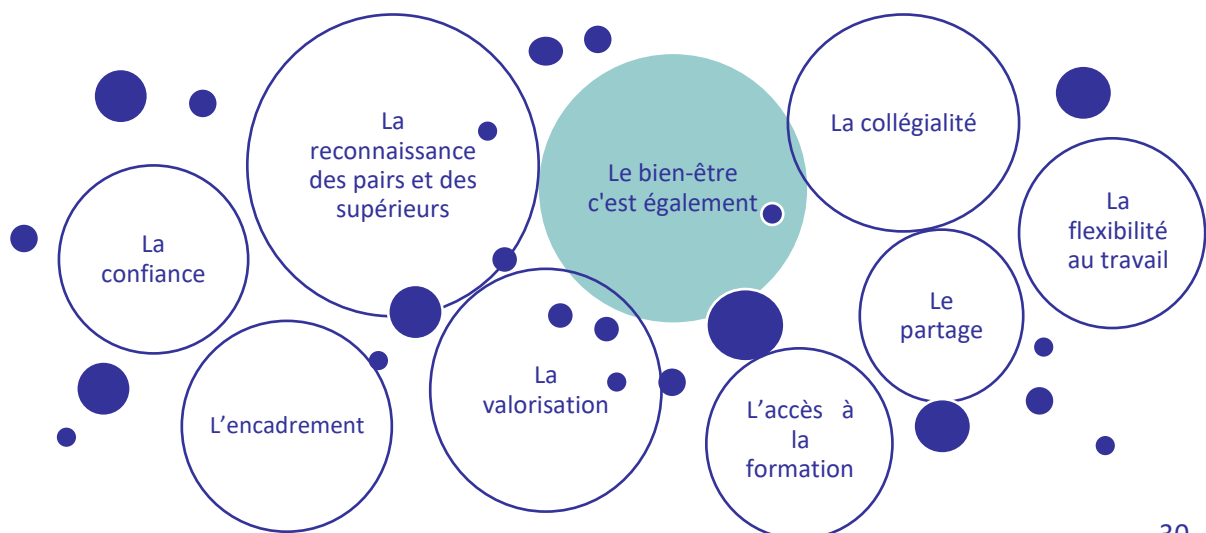 La
reconnaissance
des pairs et des
supérieurs
Le bien-être
c'est également
La collégialité
La
flexibilité
au travail
La
confiance
Le
partage
L'encadrement
La
valorisation
L'accès à
la
formation
30